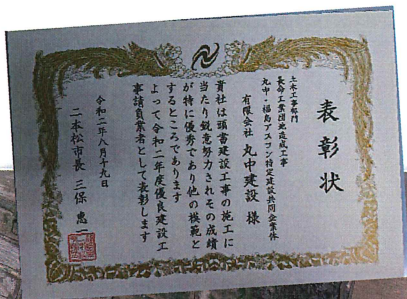 表彰状
土木工事部門
長命工業団地造成工事
丸中・福島アスコン特定建設共同企業体
有限会社 丸中建設 様
貴社は頭書建設工事の施工に
当たり鋭意努力されその成績
が特に優秀であり他の模範と
するところであります
よって令和二年度優良建設工
事請負業者として表彰します
令和二年八月十九日
二本松市長 三保 恵一